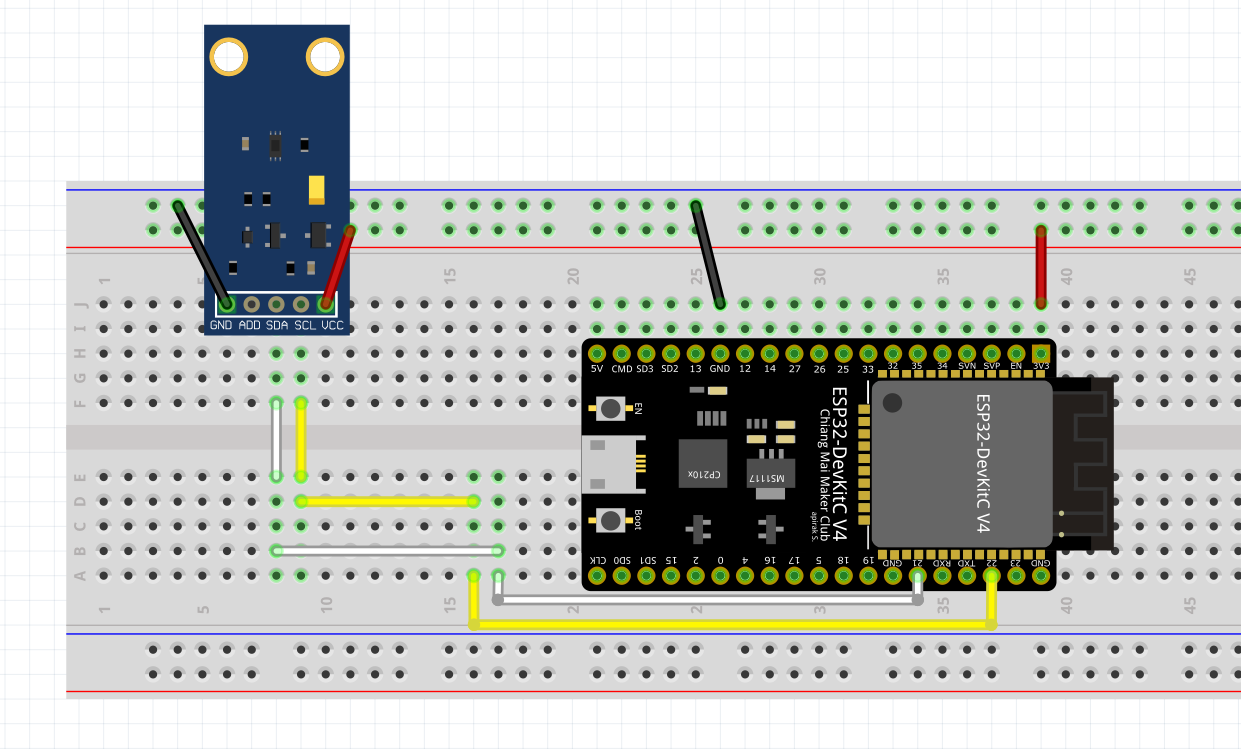 1 5 20 25 30 35 40 45
J
I
GND ADD SDA SCL VCC
H
G
F
5V CMD SD3 SD2 13 GND 12 14 27 26 25 33 32 35 34 SVN SVP EN 3V3
EN
CP210x
MS1117
Boot
ESP32-DevKitC V4
Chiang Mai Maker Club
apirak S.
ESP32-DevKitC V4
E
D
C
B
A
CLK SD0 SD1 15 2 0 4 16 17 5 18 19 GND 21 RXD TXD 22 23 GND
1 5 10 15 2 2 3 35 40 45